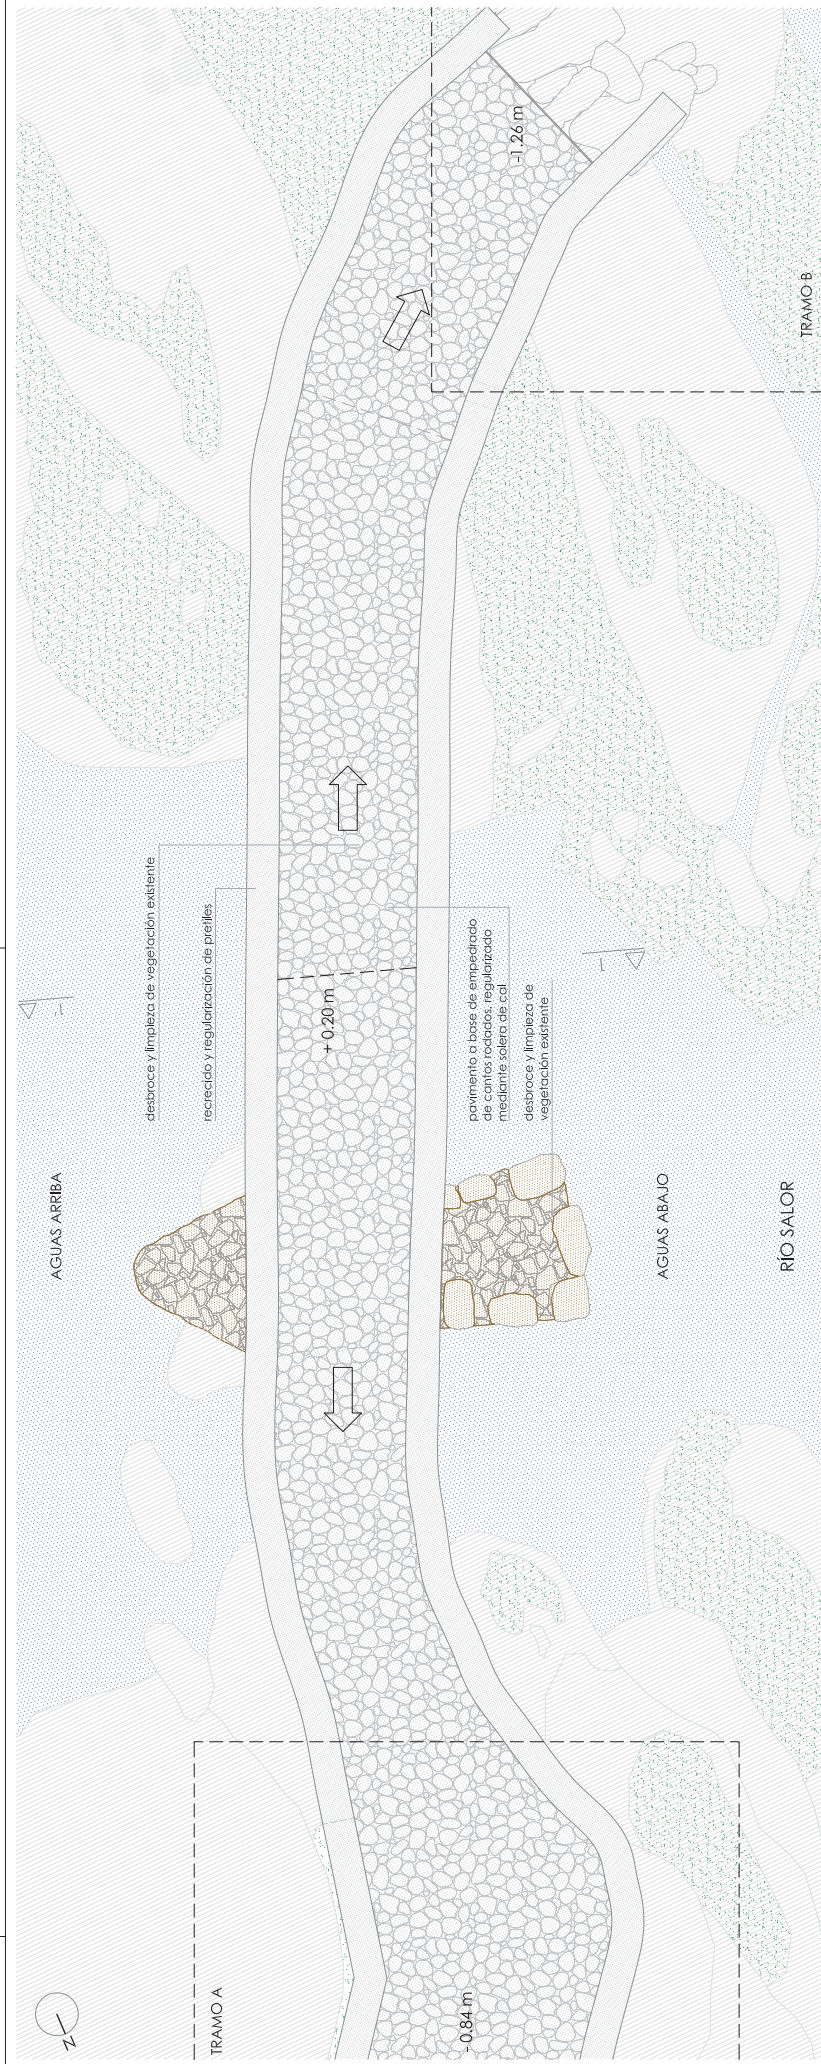 AGUAS ARRIBA
desbroce y limpieza de vegetación existente
recrecido y regularización de pretiles
+ 0.20 m
pavimento a base de empedrado
de cantos rodados, regularizado
mediante solera de cal
desbroce y limpieza de
vegetación existente
AGUAS ABAJO
RÍO SALOR
-1.26 m
TRAMO B
TRAMO A
- 0.84 m
N